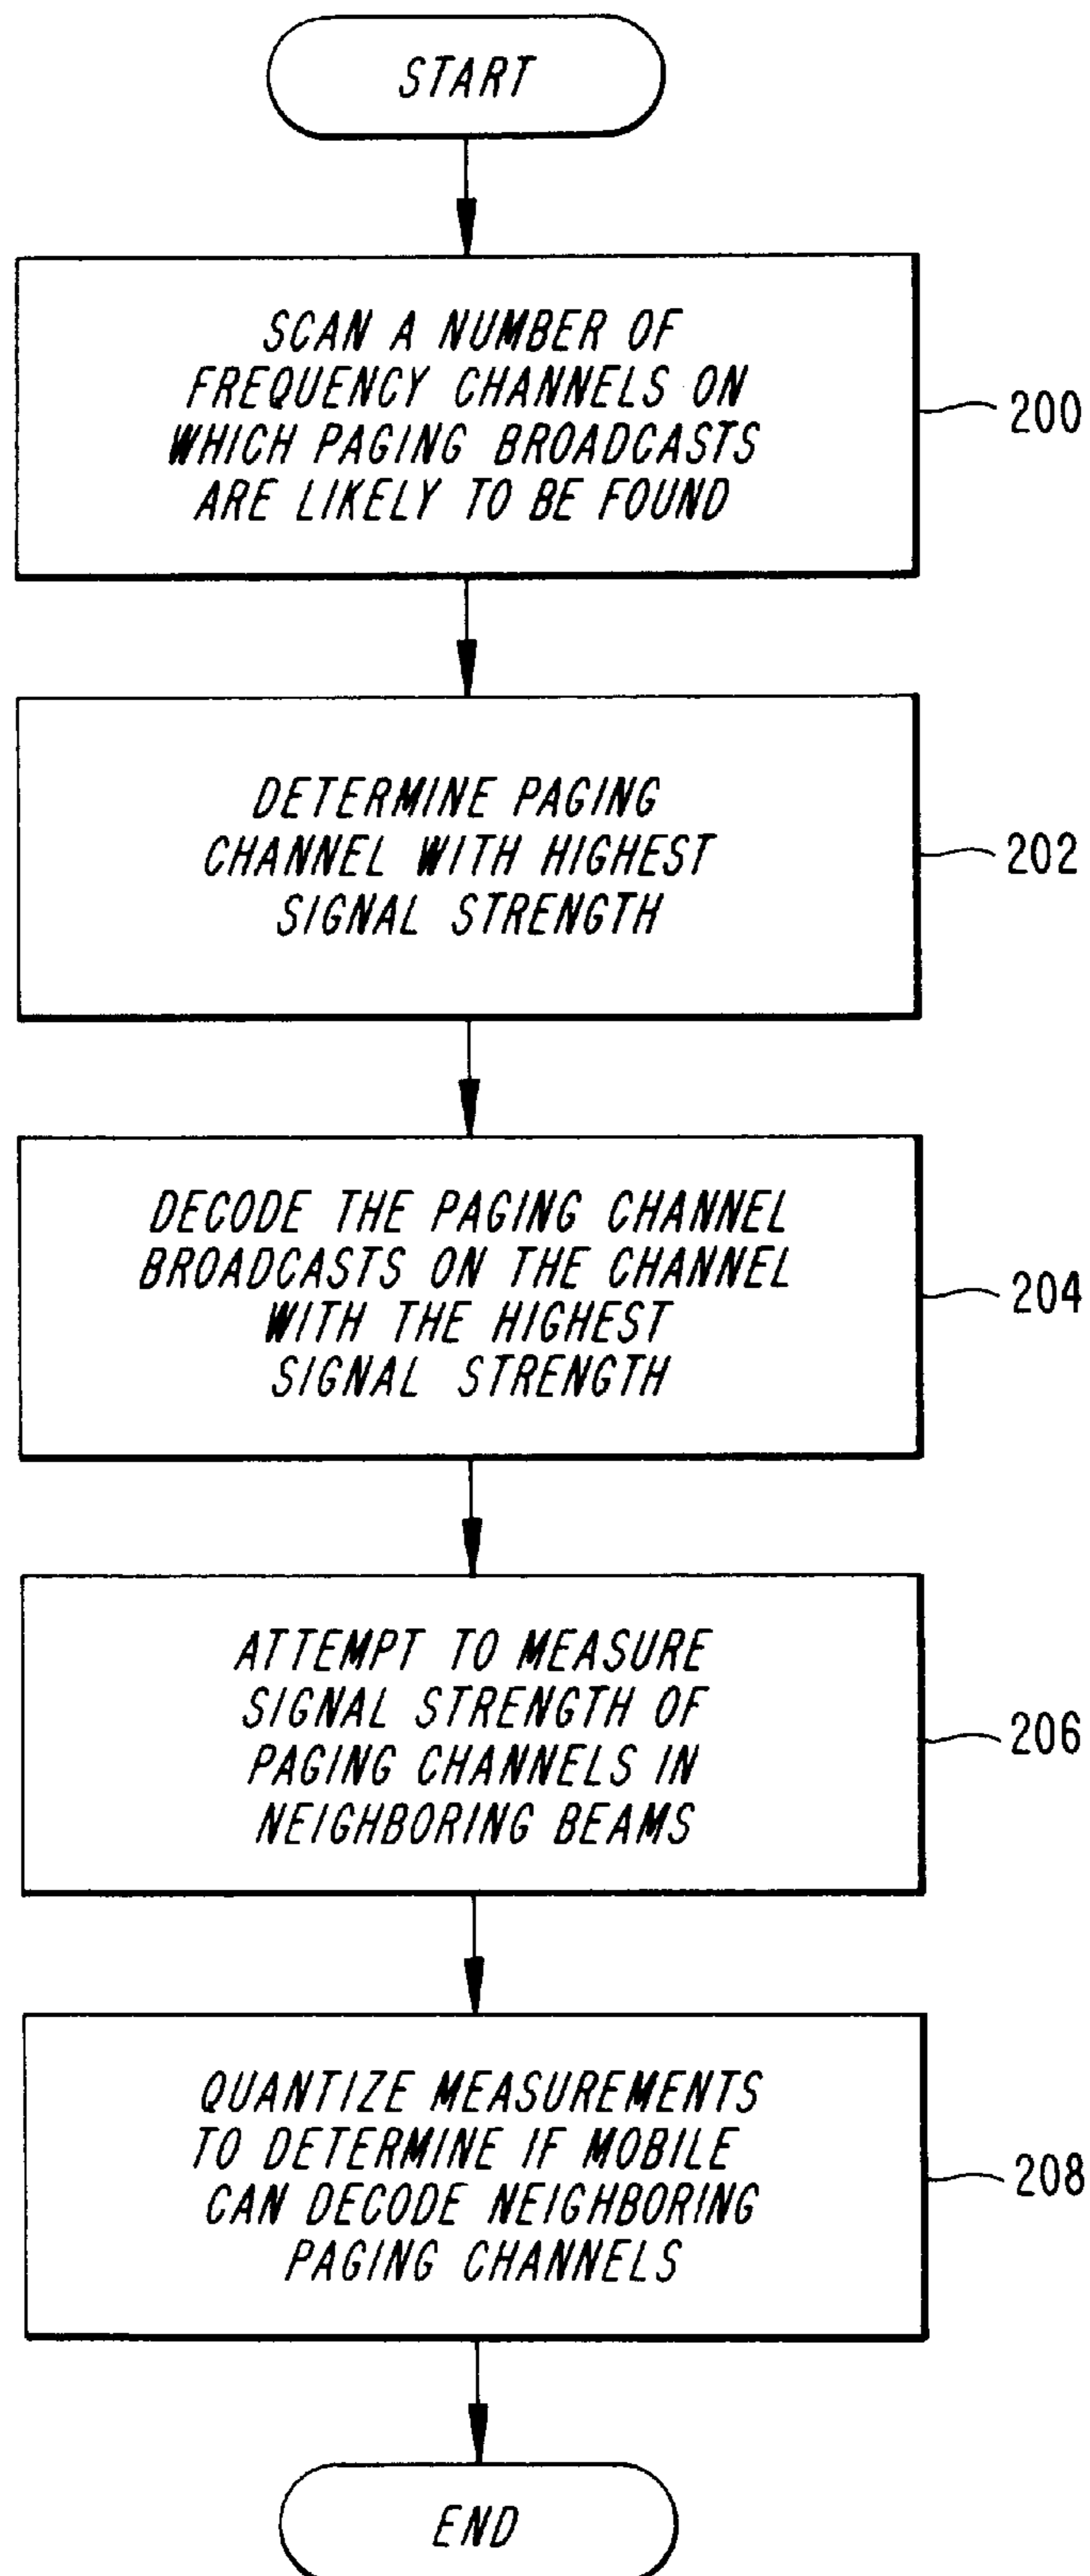 START
SCAN A NUMBER OF
FREQUENCY CHANNELS ON
WHICH PAGING BROADCASTS
ARE LIKELY TO BE FOUND
200
DETERMINE PAGING
CHANNEL WITH HIGHEST
SIGNAL STRENGTH
202
DECODE THE PAGING CHANNEL
BROADCASTS ON THE CHANNEL
WITH THE HIGHEST
SIGNAL STRENGTH
204
ATTEMPT TO MEASURE
SIGNAL STRENGTH OF
PAGING CHANNELS IN
NEIGHBORING BEAMS
206
QUANTIZE MEASUREMENTS
TO DETERMINE IF MOBILE
CAN DECODE NEIGHBORING
PAGING CHANNELS
208
END